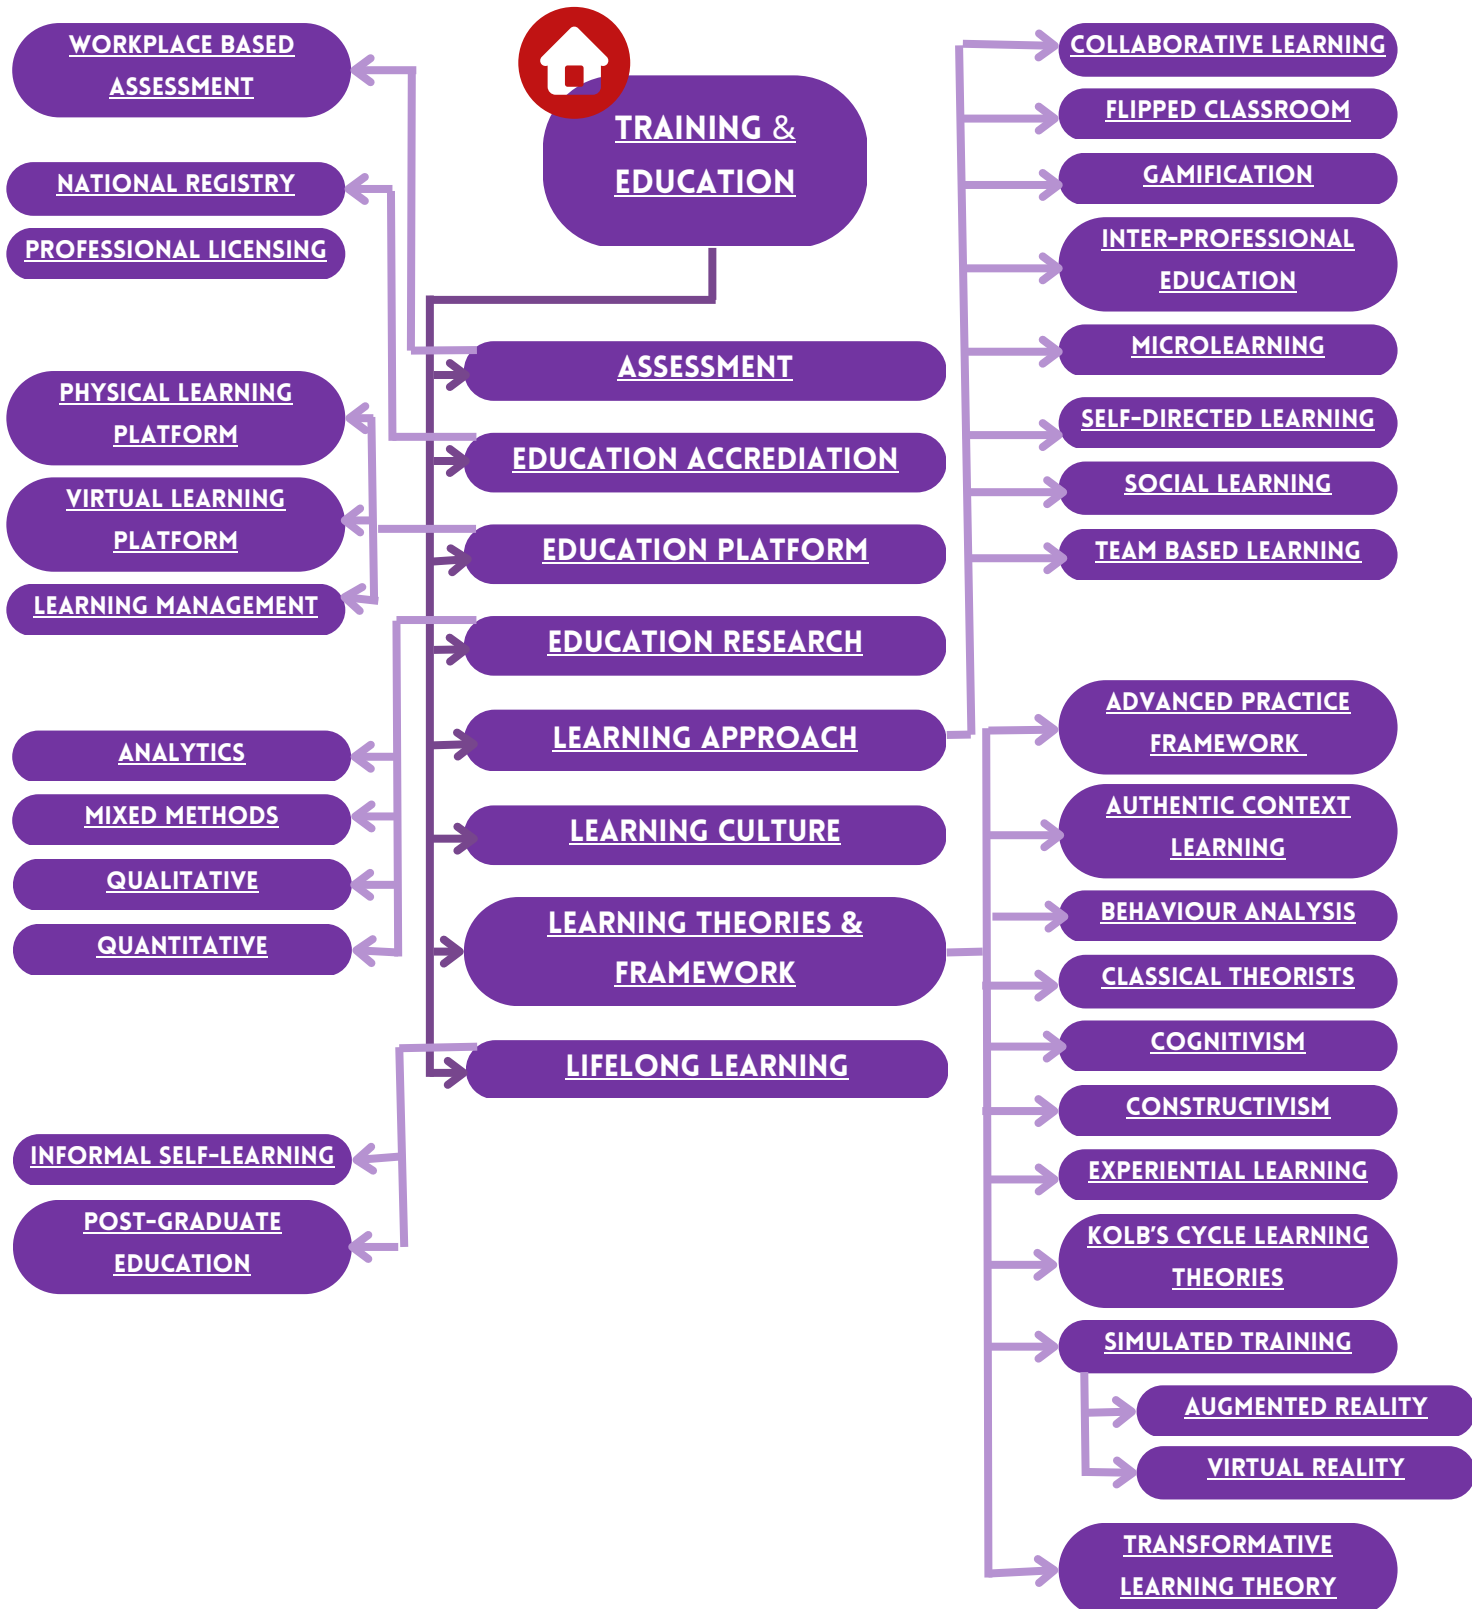 WORKPLACE BASED
ASSESSMENT
NATIONAL REGISTRY
PROFESSIONAL LICENSING
PHYSICAL LEARNING
PLATFORM
VIRTUAL LEARNING
PLATFORM
LEARNING MANAGEMENT
ANALYTICS
MIXED METHODS
QUALITATIVE
QUANTITATIVE
INFORMAL SELF-LEARNING
POST-GRADUATE
EDUCATION
TRAINING &
EDUCATION
ASSESSMENT
EDUCATION ACCREDIATION
EDUCATION PLATFORM
EDUCATION RESEARCH
LEARNING APPROACH
LEARNING CULTURE
LEARNING THEORIES &
FRAMEWORK
LIFELONG LEARNING
COLLABORATIVE LEARNING
FLIPPED CLASSROOM
GAMIFICATION
INTER-PROFESSIONAL
EDUCATION
MICROLEARNING
SELF-DIRECTED LEARNING
SOCIAL LEARNING
TEAM BASED LEARNING
ADVANCED PRACTICE
FRAMEWORK
AUTHENTIC CONTEXT
LEARNING
BEHAVIOUR ANALYSIS
CLASSICAL THEORISTS
COGNITIVISM
CONSTRUCTIVISM
EXPERIENTIAL LEARNING
KOLB'S CYCLE LEARNING
THEORIES
SIMULATED TRAINING
AUGMENTED REALITY
VIRTUAL REALITY
TRANSFORMATIVE
LEARNING THEORY